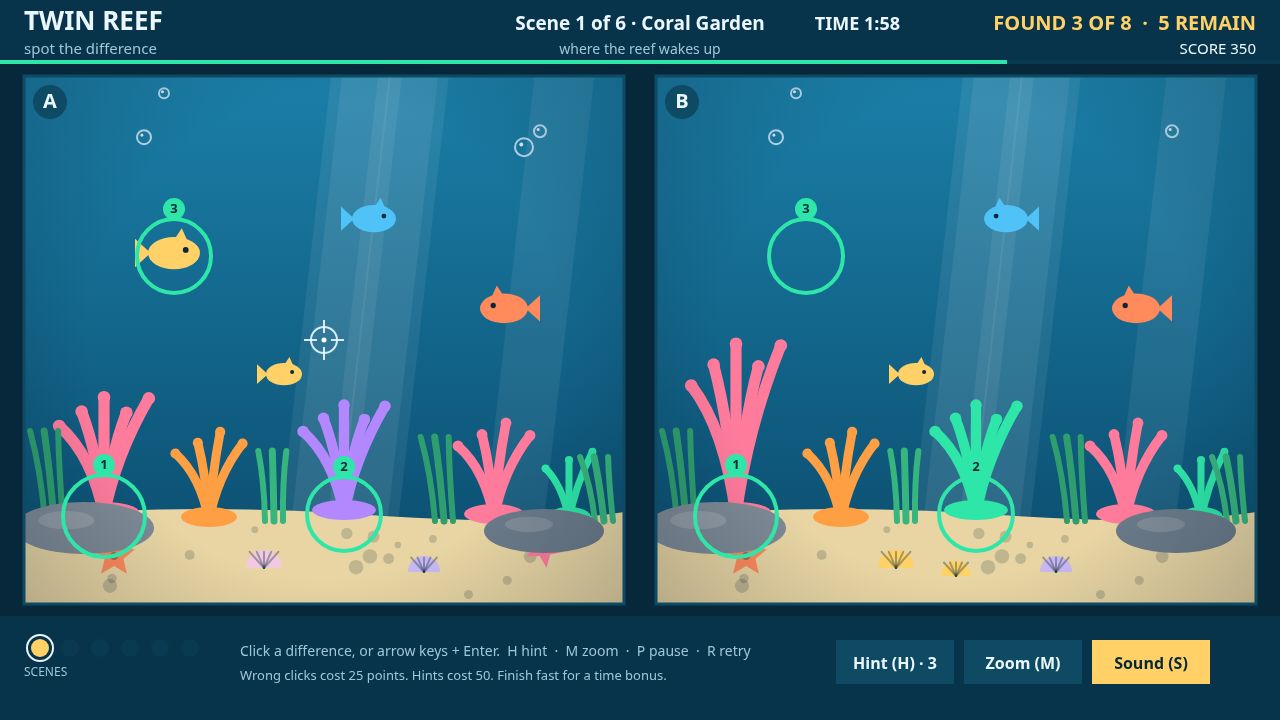 TWIN REEF
spot the difference
Scene 1 of 6 · Coral Garden
where the reef wakes up
TIME 1:58
FOUND 3 OF 8 · 5 REMAIN
SCORE 350
A
3
1
2
B
3
1
2
SCENES
Click a difference, or arrow keys + Enter. H hint · M zoom · P pause · R retry
Wrong clicks cost 25 points. Hints cost 50. Finish fast for a time bonus.
Hint (H) · 3
Zoom (M)
Sound (S)